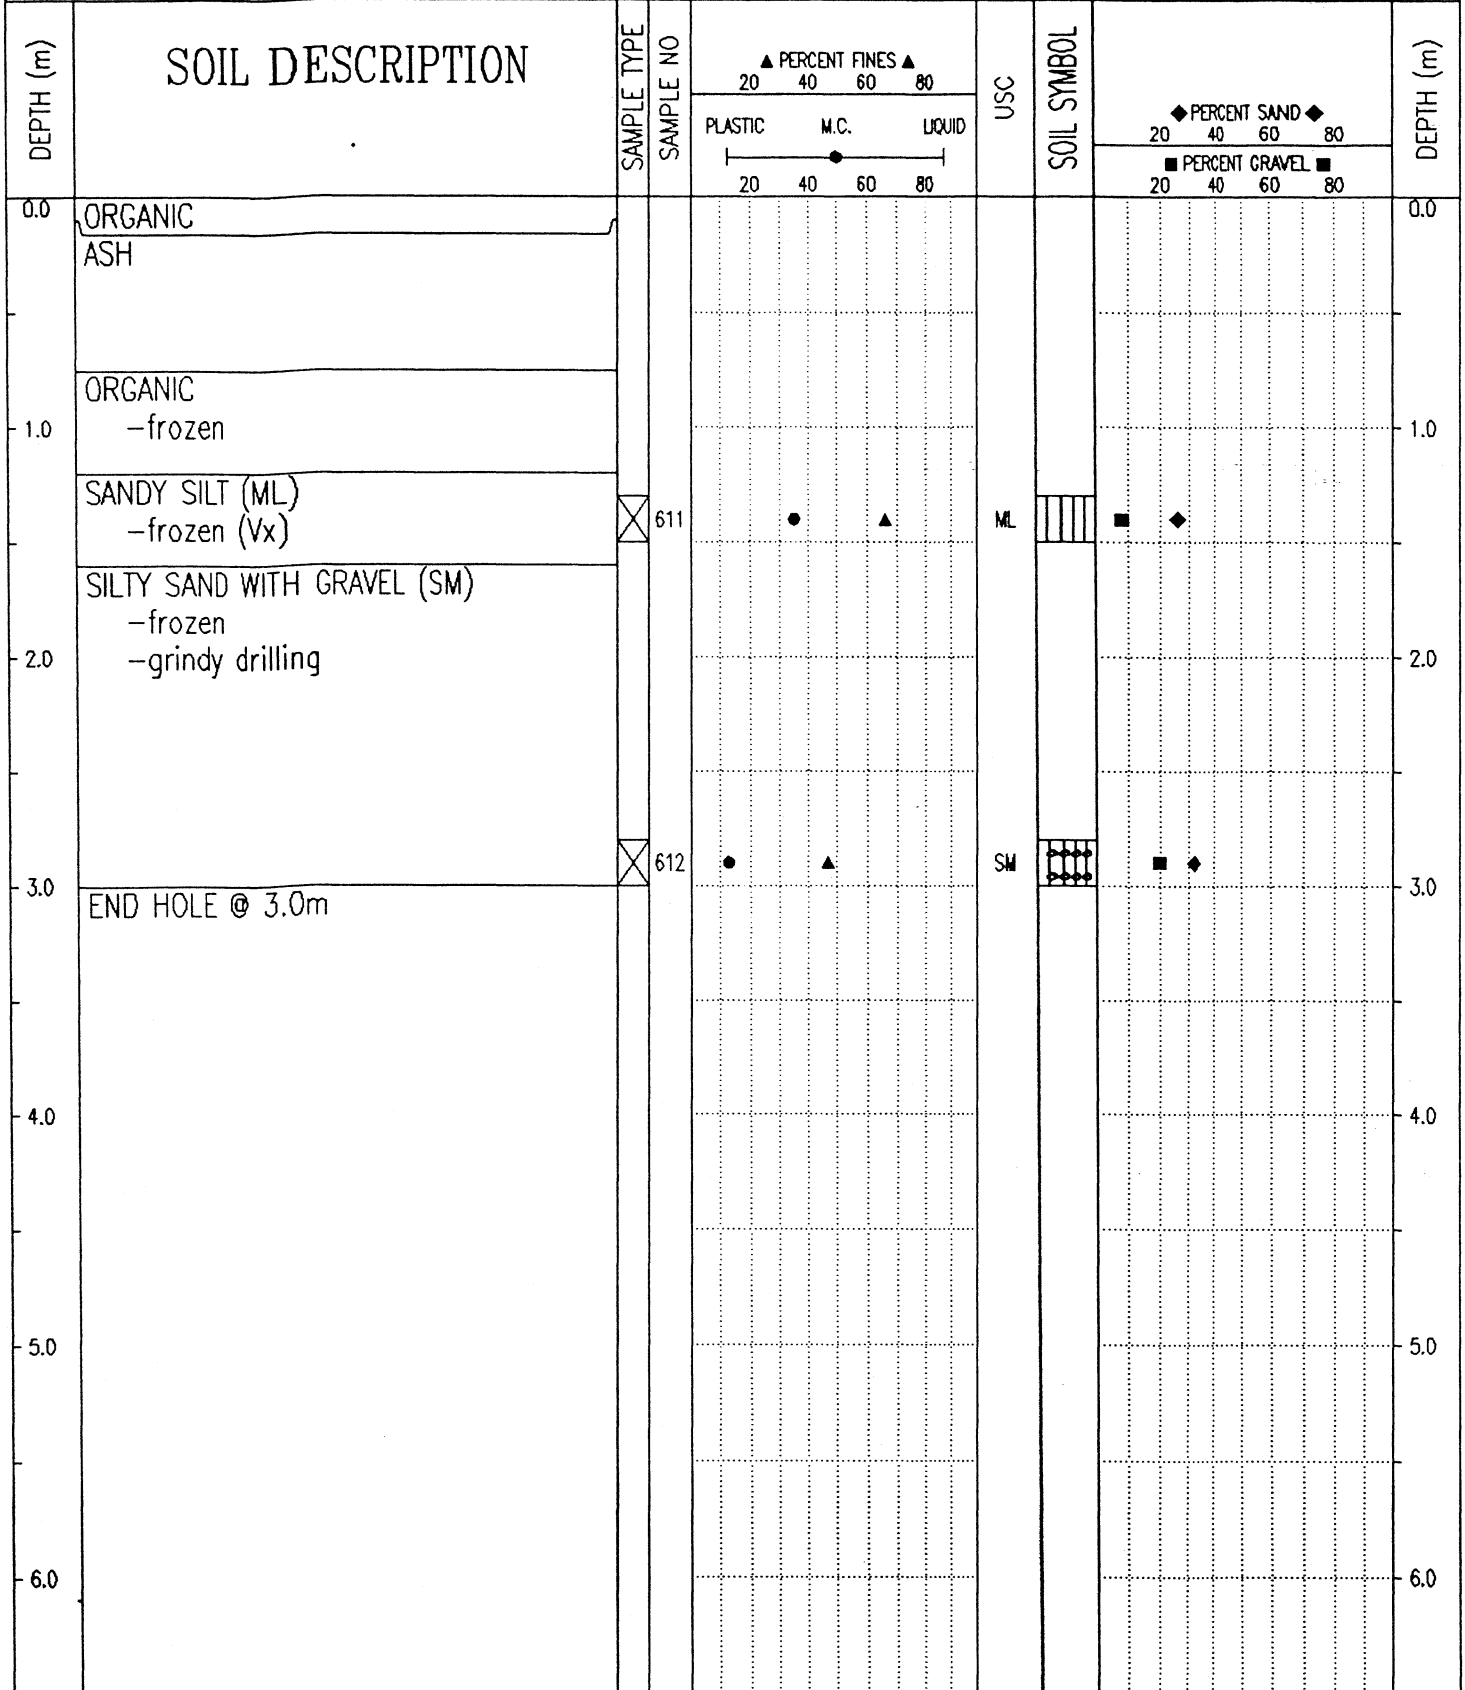 DEPTH (m)
SOIL DESCRIPTION
SAMPLE TYPE
SAMPLE NO
▲ PERCENT FINES ▲
20 40 60 80
PLASTIC M.C. LIQUID
20 40 60 80
USC
SOIL SYMBOL
◆ PERCENT SAND ◆
20 40 60 80
■ PERCENT GRAVEL ■
20 40 60 80
DEPTH (m)
0.0 ORGANIC 0.0
ASH
ORGANIC
1.0 -frozen 1.0
SANDY SILT (ML)
611 ML
-frozen (Vx)
SILTY SAND WITH GRAVEL (SM)
-frozen
2.0 -grindy drilling 2.0
612 SM
3.0 3.0
END HOLE @ 3.0m
4.0 4.0
5.0 5.0
6.0 6.0